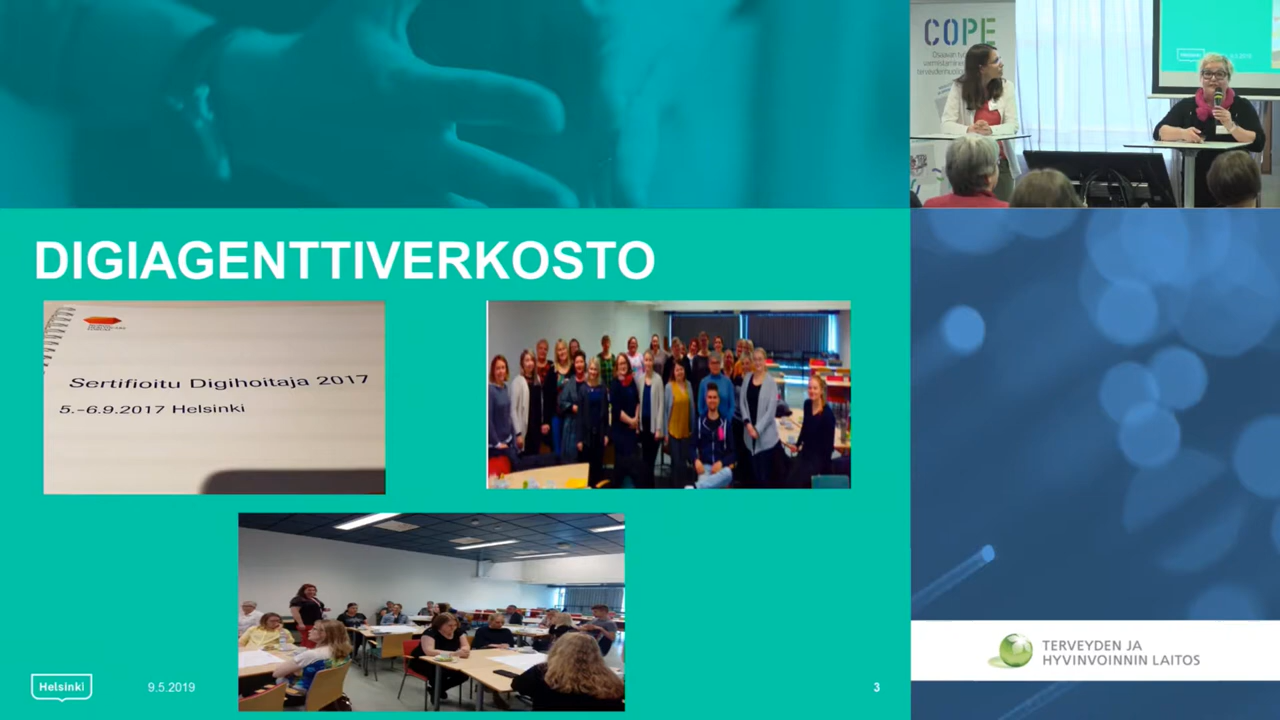 COPE
Helsinki
DIGIAGENTTIVERKOSTO
Sertifioitu Digihoitaja 2017
5.-6.9.2017 Helsinki
Helsinki
9.5.2019
3
TERVEYDEN JA
HYVINVOINNIN LAITOS